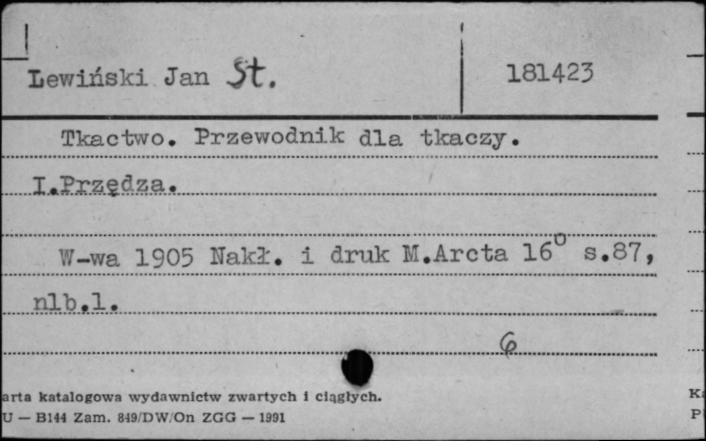 Lewiński Jan St. 181423
Tkactwo. Przewodnik dla tkaczy.
I.Przędza.
W-wa 1905 Nakł. i druk M.Arcta 16° s.87,
nlb.1.
6
arta katalogowa wydawnictw zwartych i ciągłych. K
U — B144 Zam. 849/DW/On ZGG — 1991 P